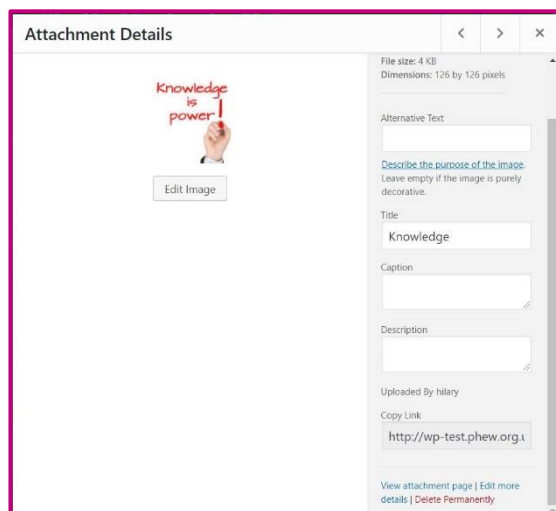 Attachment Details
Knowledge
is
power!
Edit Image
File size: 4 KB
Dimensions: 126 by 126 pixels
Alternative Text
Describe the purpose of the image.
Leave empty if the image is purely
decorative.
Title
Knowledge
Caption
Description
Uploaded By hilary
Copy Link
http://wp-test.phew.org.u
View attachment page | Edit more
details | Delete Permanently